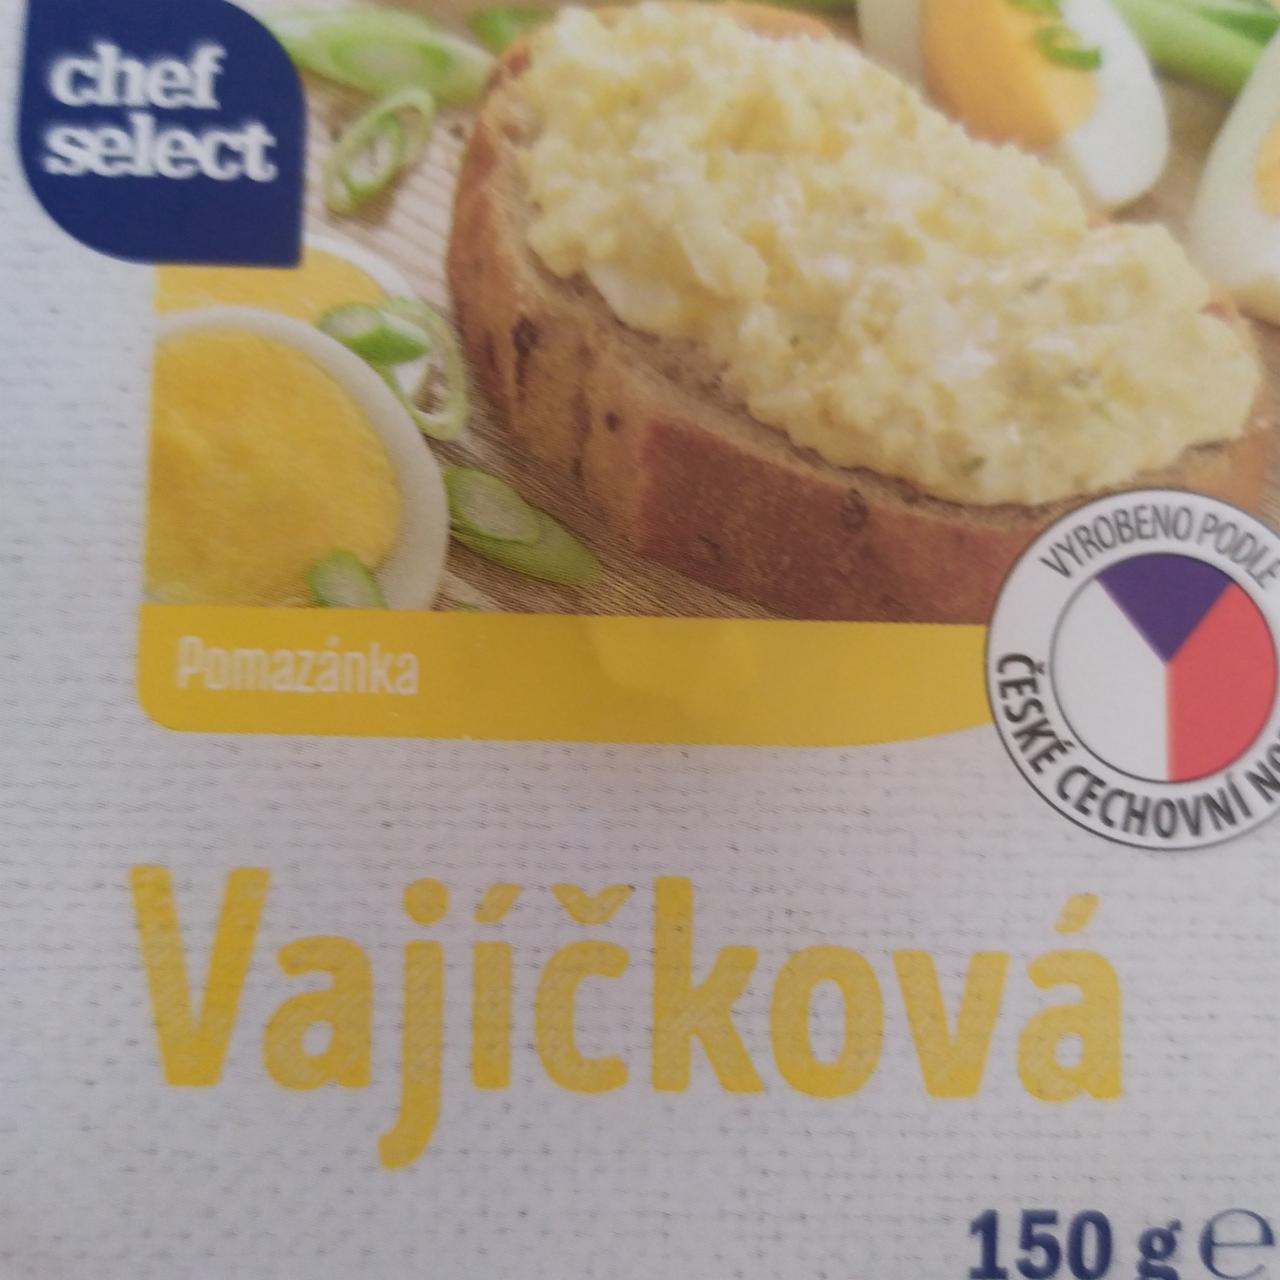 chef
select
VYROBENO PODLE
ČESKÉ CECHOVNÍ
Pomazánka
Vajíčková
150 g e